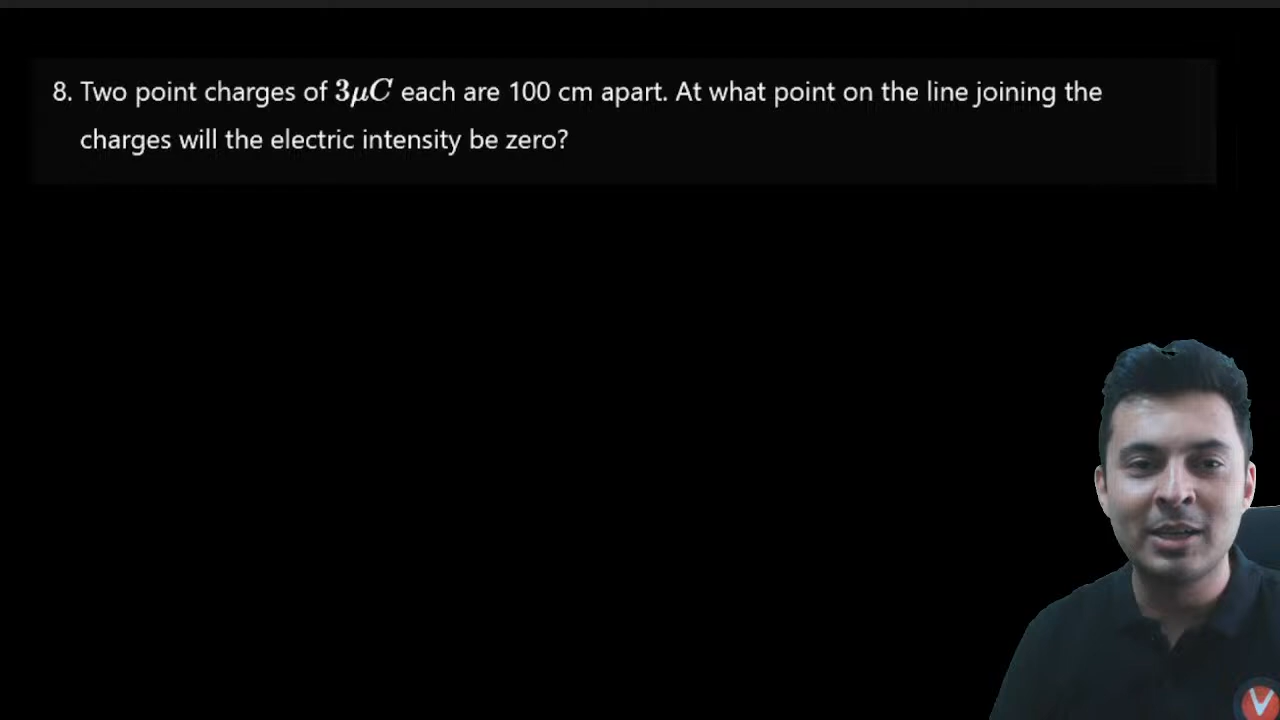 8. Two point charges of 3μC each are 100 cm apart. At what point on the line joining the
charges will the electric intensity be zero?
V